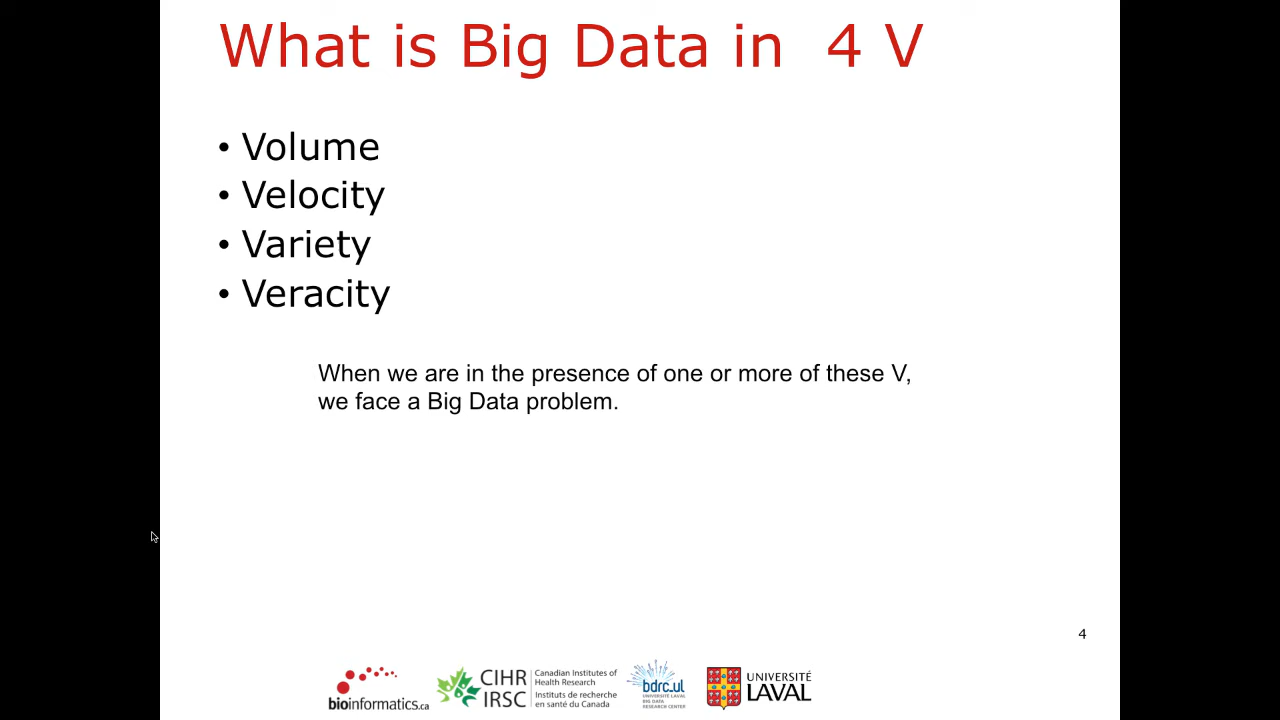 What is Big Data in  4 V
• Volume
• Velocity
• Variety
• Veracity
When we are in the presence of one or more of these V,
we face a Big Data problem.
4
bioinformatics.ca
CIHR
IRSC
Canadian Institutes of
Health Research
Instituts de recherche
en santé du Canada
bdrc_ul
UNIVERSITÉ LAVAL
BIG DATA
RESEARCH CENTER
UNIVERSITÉ
LAVAL